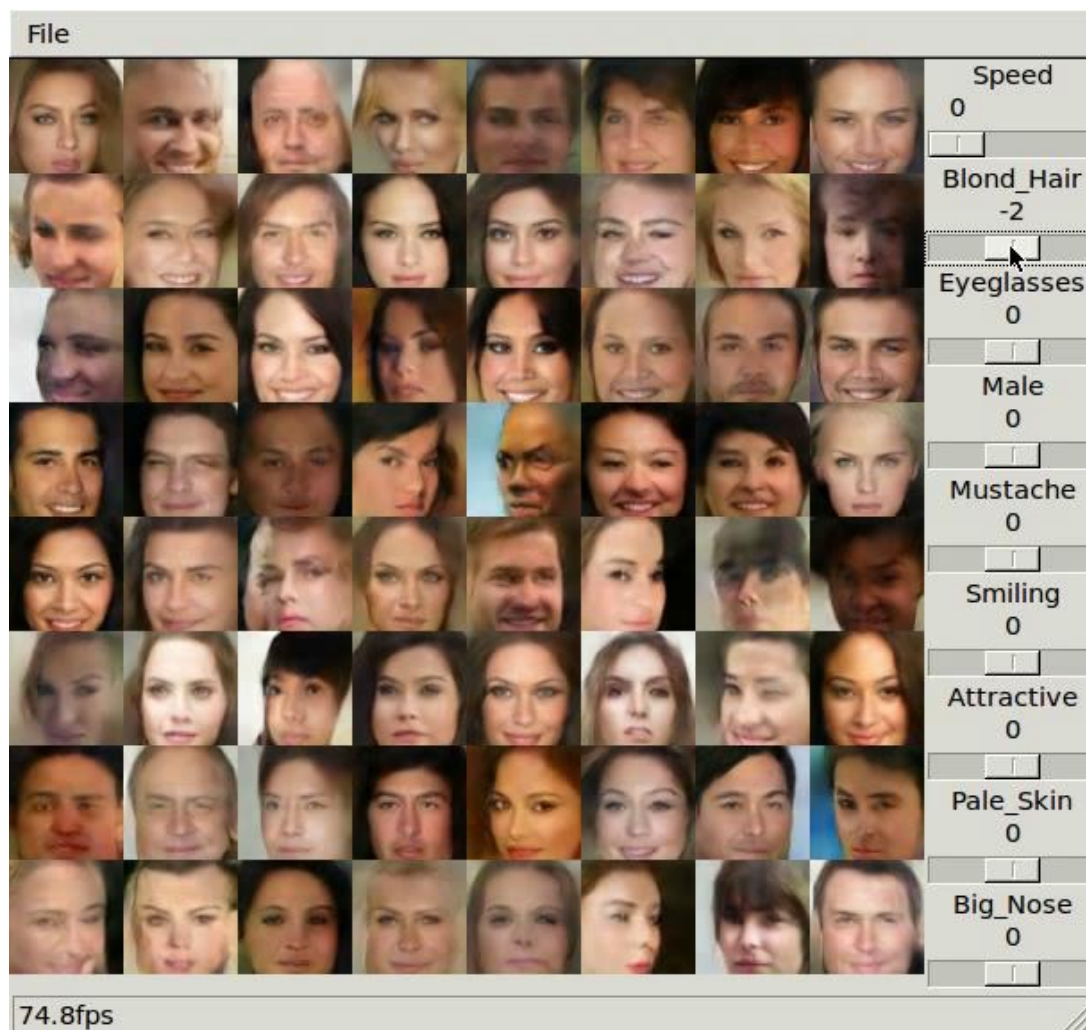 File
Speed
0
Blond_Hair
-2
Eyeglasses
0
Male
0
Mustache
0
Smiling
0
Attractive
0
Pale_Skin
0
Big_Nose
0
74.8fps